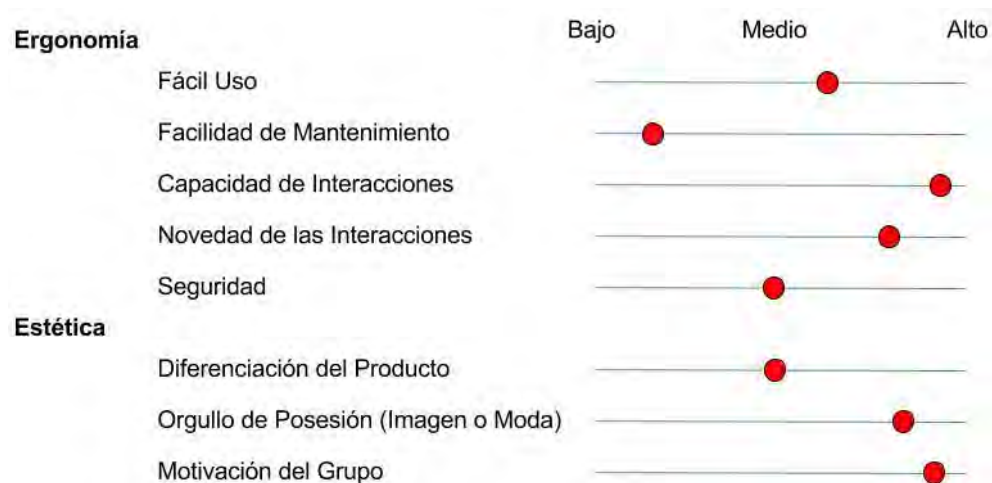 Bajo Medio Alto
Ergonomía
Fácil Uso
Facilidad de Mantenimiento
Capacidad de Interacciones
Novedad de las Interacciones
Seguridad
Estética
Diferenciación del Producto
Orgullo de Posesión (Imagen o Moda)
Motivación del Grupo